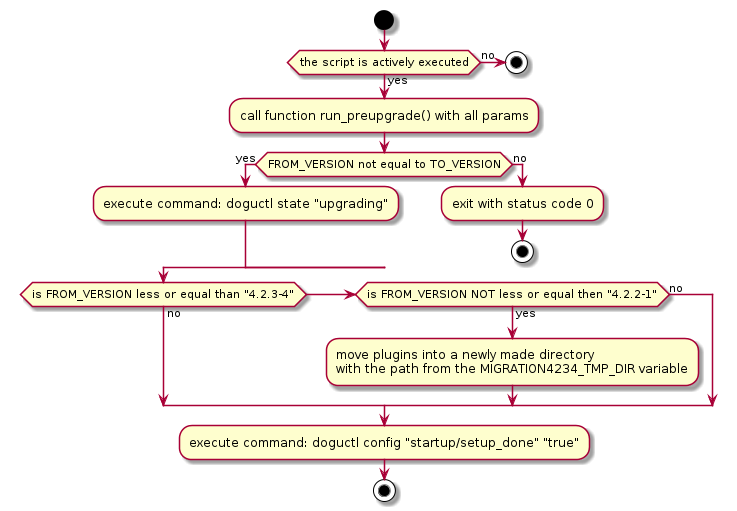 the script is actively executed
no
yes
call function run_preupgrade() with all params
yes
FROM_VERSION not equal to TO_VERSION
no
execute command: doguctl state "upgrading"
exit with status code 0
is FROM_VERSION less or equal than "4.2.3-4"
is FROM_VERSION NOT less or equal then "4.2.2-1"
no
no
yes
move plugins into a newly made directory
with the path from the MIGRATION4234_TMP_DIR variable
execute command: doguctl config "startup/setup_done" "true"